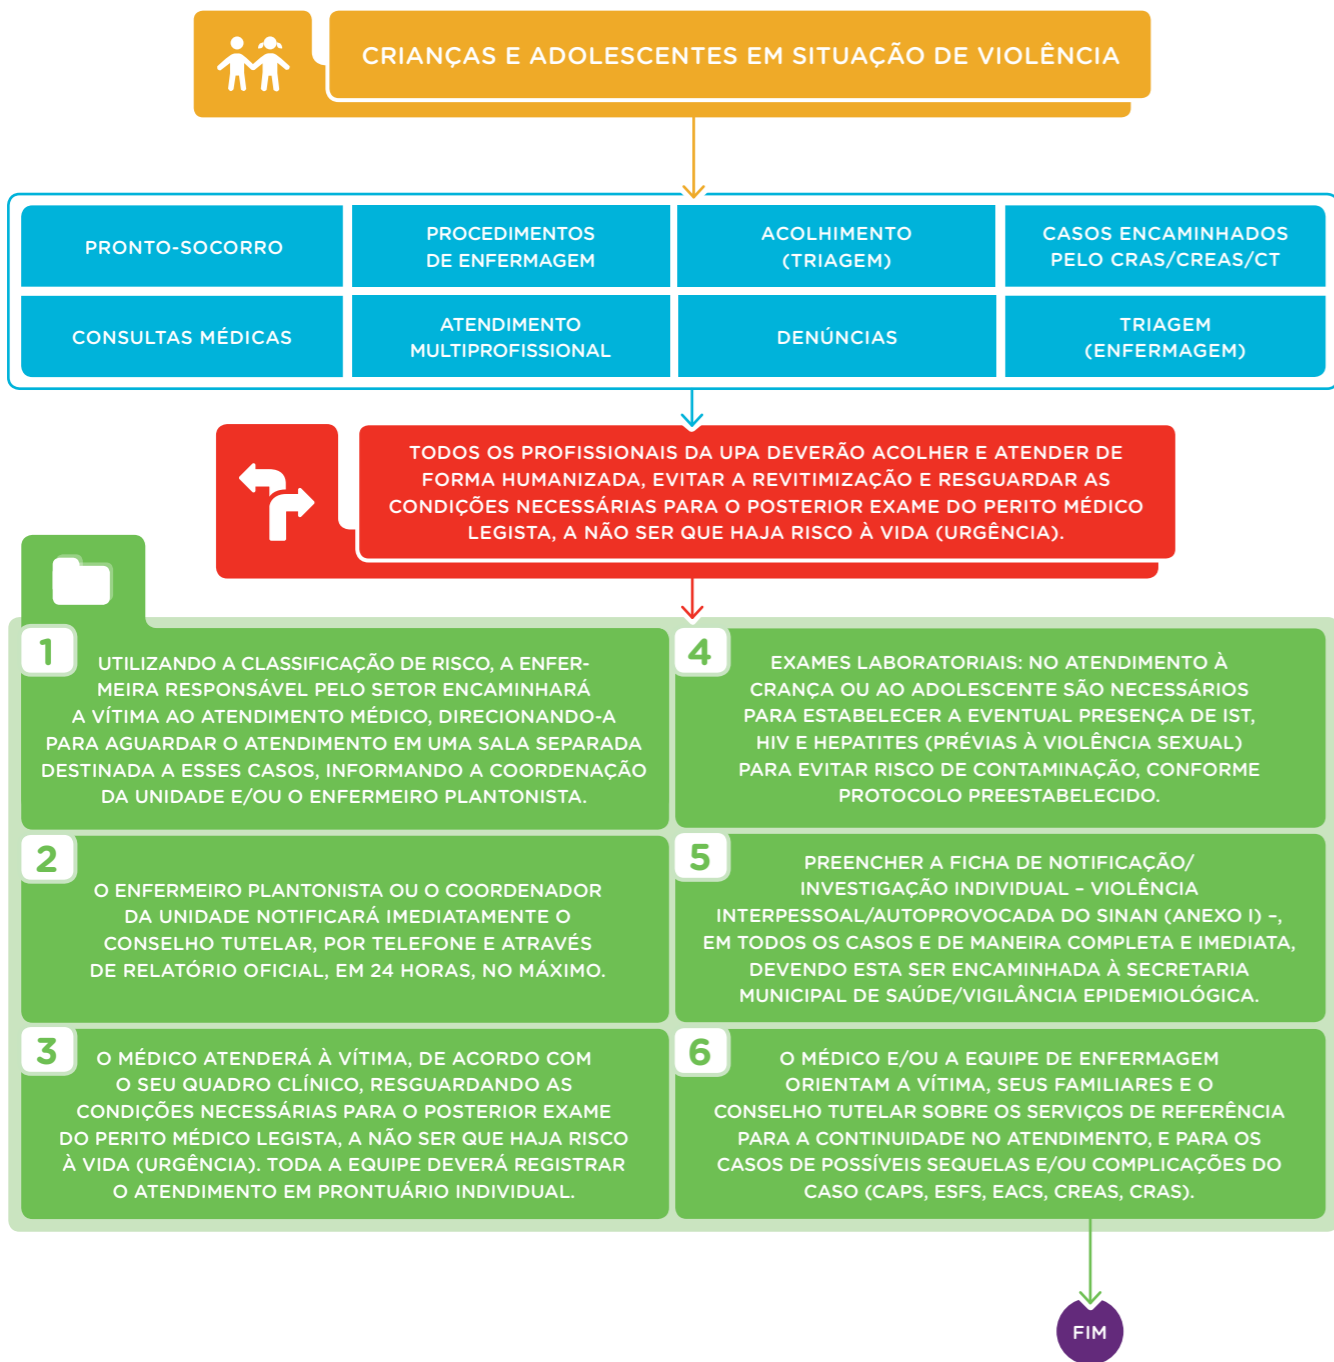 CRIANÇAS E ADOLESCENTES EM SITUAÇÃO DE VIOLÊNCIA
PRONTO-SOCORRO
PROCEDIMENTOS
DE ENFERMAGEM
ACOLHIMENTO
(TRIAGEM)
CASOS ENCAMINHADOS
PELO CRAS/CREAS/CT
CONSULTAS MÉDICAS
ATENDIMENTO
MULTIPROFISSIONAL
DENÚNCIAS
TRIAGEM
(ENFERMAGEM)
TODOS OS PROFISSIONAIS DA UPA DEVERÃO ACOLHER E ATENDER DE
FORMA HUMANIZADA, EVITAR A REVITIMIZAÇÃO E RESGUARDAR AS
CONDIÇÕES NECESSÁRIAS PARA O POSTERIOR EXAME DO PERITO MÉDICO
LEGISTA, A NÃO SER QUE HAJA RISCO À VIDA (URGÊNCIA).
1
UTILIZANDO A CLASSIFICAÇÃO DE RISCO, A ENFER-
MEIRA RESPONSÁVEL PELO SETOR ENCAMINHARÁ
A VÍTIMA AO ATENDIMENTO MÉDICO, DIRECIONANDO-A
PARA AGUARDAR O ATENDIMENTO EM UMA SALA SEPARADA
DESTINADA A ESSES CASOS, INFORMANDO A COORDENAÇÃO
DA UNIDADE E/OU O ENFERMEIRO PLANTONISTA.
2
O ENFERMEIRO PLANTONISTA OU O COORDENADOR
DA UNIDADE NOTIFICARÁ IMEDIATAMENTE O
CONSELHO TUTELAR, POR TELEFONE E ATRAVÉS
DE RELATÓRIO OFICIAL, EM 24 HORAS, NO MÁXIMO.
3
O MÉDICO ATENDERÁ À VÍTIMA, DE ACORDO COM
O SEU QUADRO CLÍNICO, RESGUARDANDO AS
CONDIÇÕES NECESSÁRIAS PARA O POSTERIOR EXAME
DO PERITO MÉDICO LEGISTA, A NÃO SER QUE HAJA RISCO
À VIDA (URGÊNCIA). TODA A EQUIPE DEVERÁ REGISTRAR
O ATENDIMENTO EM PRONTUÁRIO INDIVIDUAL.
4
EXAMES LABORATORIAIS: NO ATENDIMENTO À
CRANÇA OU AO ADOLESCENTE SÃO NECESSÁRIOS
PARA ESTABELECER A EVENTUAL PRESENÇA DE IST,
HIV E HEPATITES (PRÉVIAS À VIOLÊNCIA SEXUAL)
PARA EVITAR RISCO DE CONTAMINAÇÃO, CONFORME
PROTOCOLO PREESTABELECIDO.
5
PREENCHER A FICHA DE NOTIFICAÇÃO/
INVESTIGAÇÃO INDIVIDUAL – VIOLÊNCIA
INTERPESSOAL/AUTOPROVOCADA DO SINAN (ANEXO I) –,
EM TODOS OS CASOS E DE MANEIRA COMPLETA E IMEDIATA,
DEVENDO ESTA SER ENCAMINHADA À SECRETARIA
MUNICIPAL DE SAÚDE/VIGILÂNCIA EPIDEMIOLÓGICA.
6
O MÉDICO E/OU A EQUIPE DE ENFERMAGEM
ORIENTAM A VÍTIMA, SEUS FAMILIARES E O
CONSELHO TUTELAR SOBRE OS SERVIÇOS DE REFERÊNCIA
PARA A CONTINUIDADE NO ATENDIMENTO, E PARA OS
CASOS DE POSSÍVEIS SEQUELAS E/OU COMPLICAÇÕES DO
CASO (CAPS, ESFS, EACS, CREAS, CRAS).
FIM